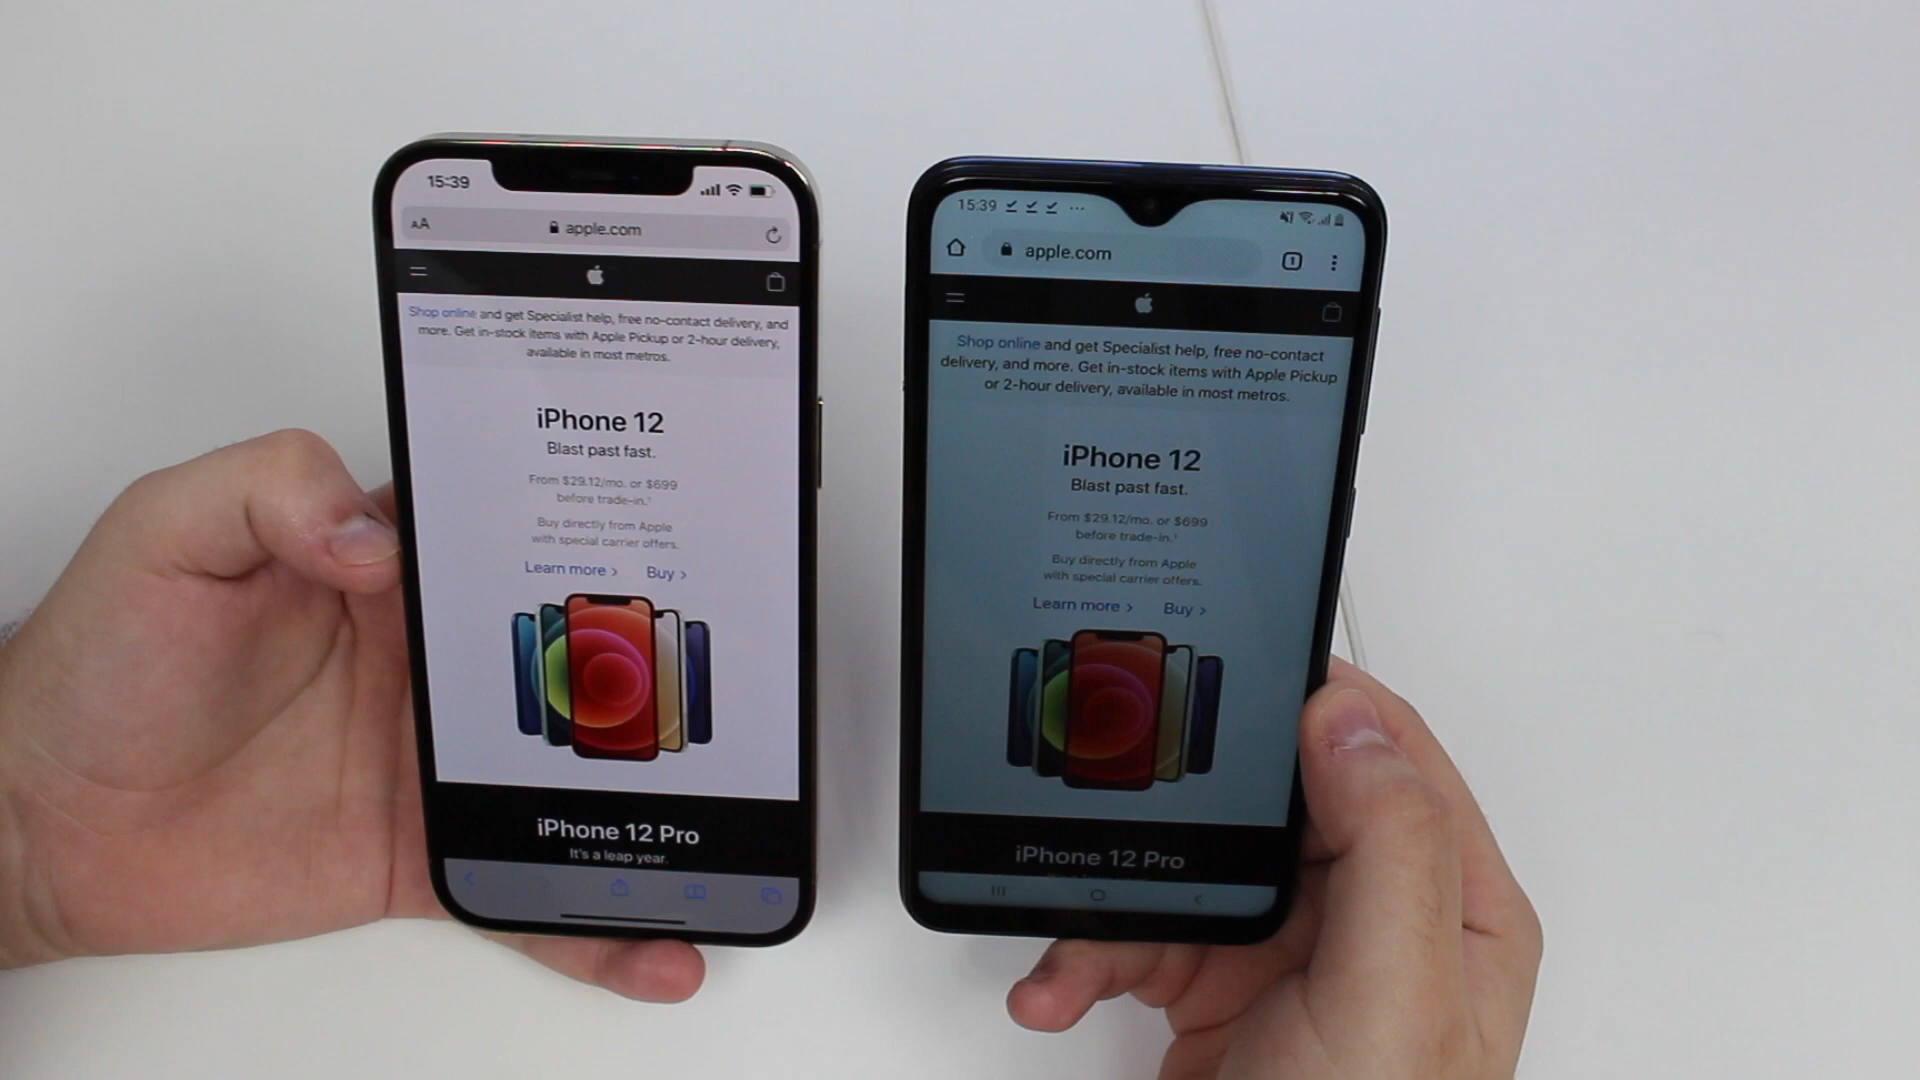 15:39
AA
apple.com
Shop online and get Specialist help, free no-contact delivery, and
more. Get in-stock items with Apple Pickup or 2-hour delivery,
available in most metros.
iPhone 12
Blast past fast.
From $29.12/mo. or $699
before trade-in.¹
Buy directly from Apple
with special carrier offers.
Learn more > Buy >
iPhone 12 Pro
It's a leap year.
15:39
apple.com
1
Shop online and get Specialist help, free no-contact
delivery, and more. Get in-stock items with Apple Pickup
or 2-hour delivery, available in most metros.
iPhone 12
Blast past fast.
From $29.12/mo. or $699
before trade-in.¹
Buy directly from Apple
with special carrier offers.
Learn more > Buy >
iPhone 12 Pro